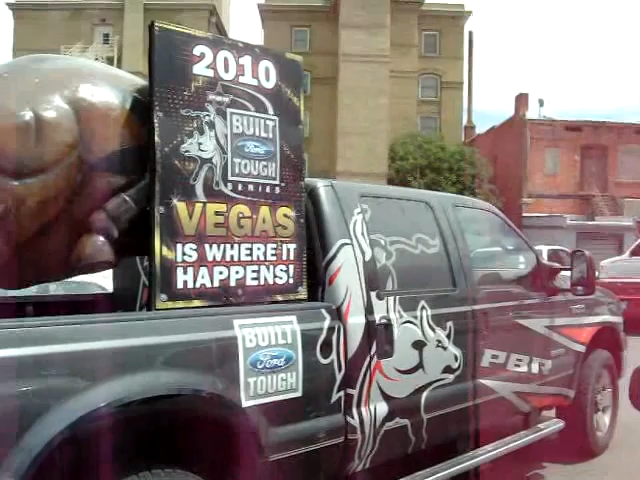 2010
BUILT
Ford
TOUGH
SERIES
VEGAS
IS WHERE IT
HAPPENS!
BUILT
Ford
TOUGH
PBR